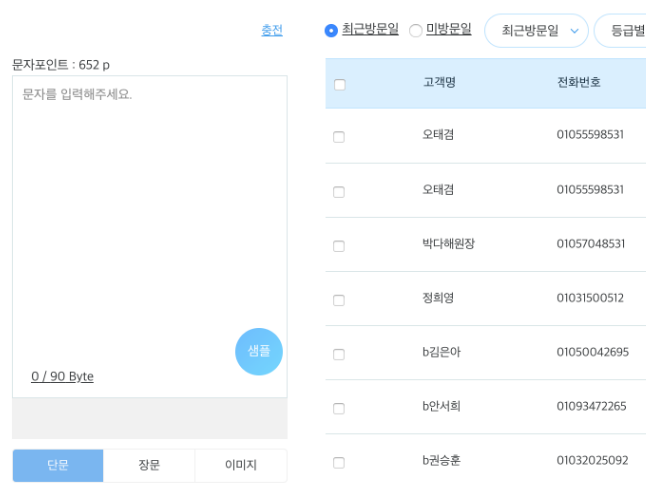 충전
문자포인트 : 652 p
문자를 입력해주세요.
샘플
0 / 90 Byte
단문 장문 이미지
최근방문일 미방문일 최근방문일 등급별
고객명 전화번호
오태겸 01055598531
오태겸 01055598531
박다해원장 01057048531
정희영 01031500512
b김은아 01050042695
b안서희 01093472265
b권승훈 01032025092